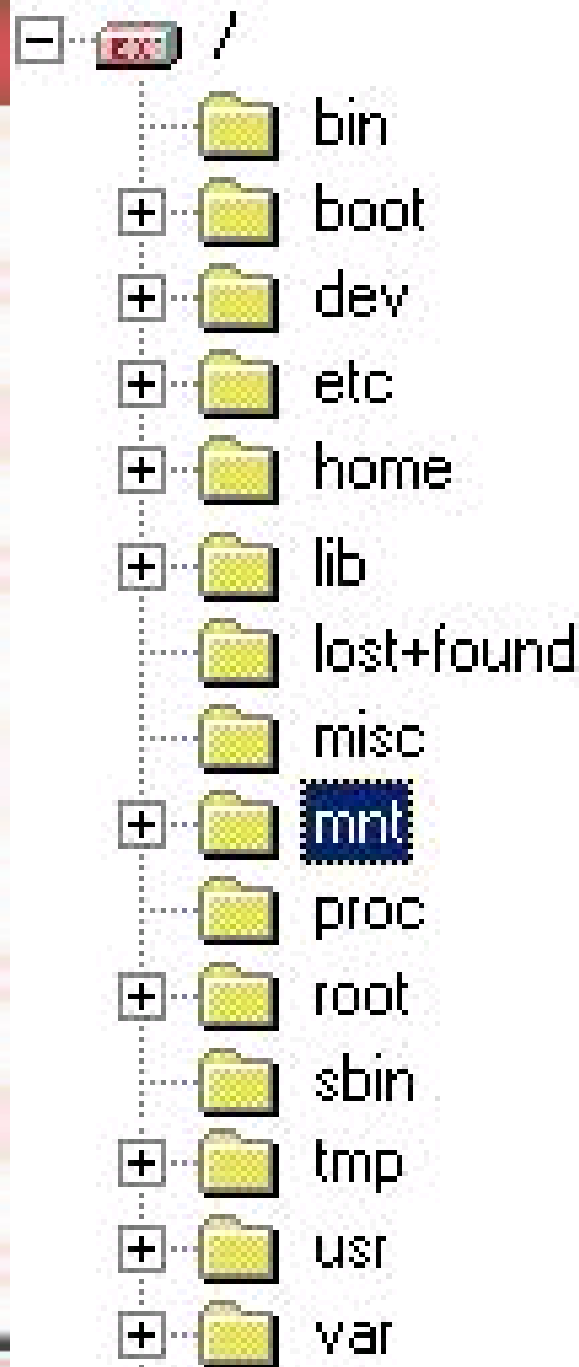 /
bin
boot
dev
etc
home
lib
lost+found
misc
mnt
proc
root
sbin
tmp
usr
var